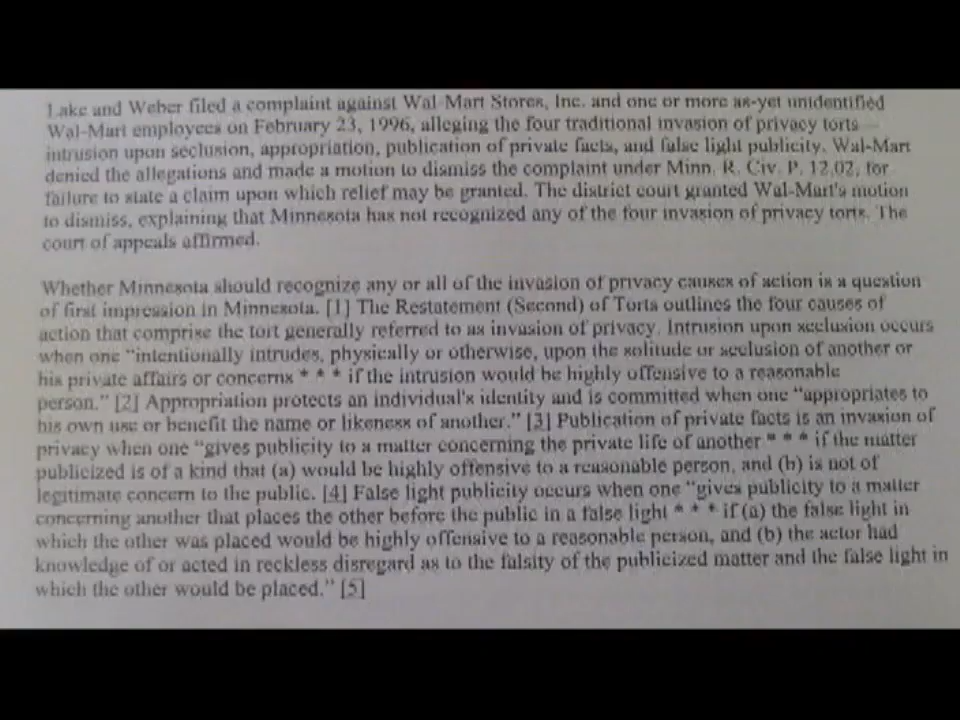 Lake and Weber filed a complaint against Wal-Mart Stores, Inc. and one or more as-yet unidentified
Wal-Mart employees on February 23, 1996, alleging the four traditional invasion of privacy torts—
intrusion upon seclusion, appropriation, publication of private facts, and false light publicity. Wal-Mart
denied the allegations and made a motion to dismiss the complaint under Minn. R. Civ. P. 12.02, for
failure to state a claim upon which relief may be granted. The district court granted Wal-Mart's motion
to dismiss, explaining that Minnesota has not recognized any of the four invasion of privacy torts. The
court of appeals affirmed.
Whether Minnesota should recognize any or all of the invasion of privacy causes of action is a question
of first impression in Minnesota. [1] The Restatement (Second) of Torts outlines the four causes of
action that comprise the tort generally referred to as invasion of privacy. Intrusion upon seclusion occurs
when one “intentionally intrudes, physically or otherwise, upon the solitude or seclusion of another or
his private affairs or concerns * * * if the intrusion would be highly offensive to a reasonable
person.” [2] Appropriation protects an individual's identity and is committed when one “appropriates to
his own use or benefit the name or likeness of another.” [3] Publication of private facts is an invasion of
privacy when one “gives publicity to a matter concerning the private life of another * * * if the matter
publicized is of a kind that (a) would be highly offensive to a reasonable person, and (b) is not of
legitimate concern to the public. [4] False light publicity occurs when one “gives publicity to a matter
concerning another that places the other before the public in a false light * * * if (a) the false light in
which the other was placed would be highly offensive to a reasonable person, and (b) the actor had
knowledge of or acted in reckless disregard as to the falsity of the publicized matter and the false light in
which the other would be placed.” [5]